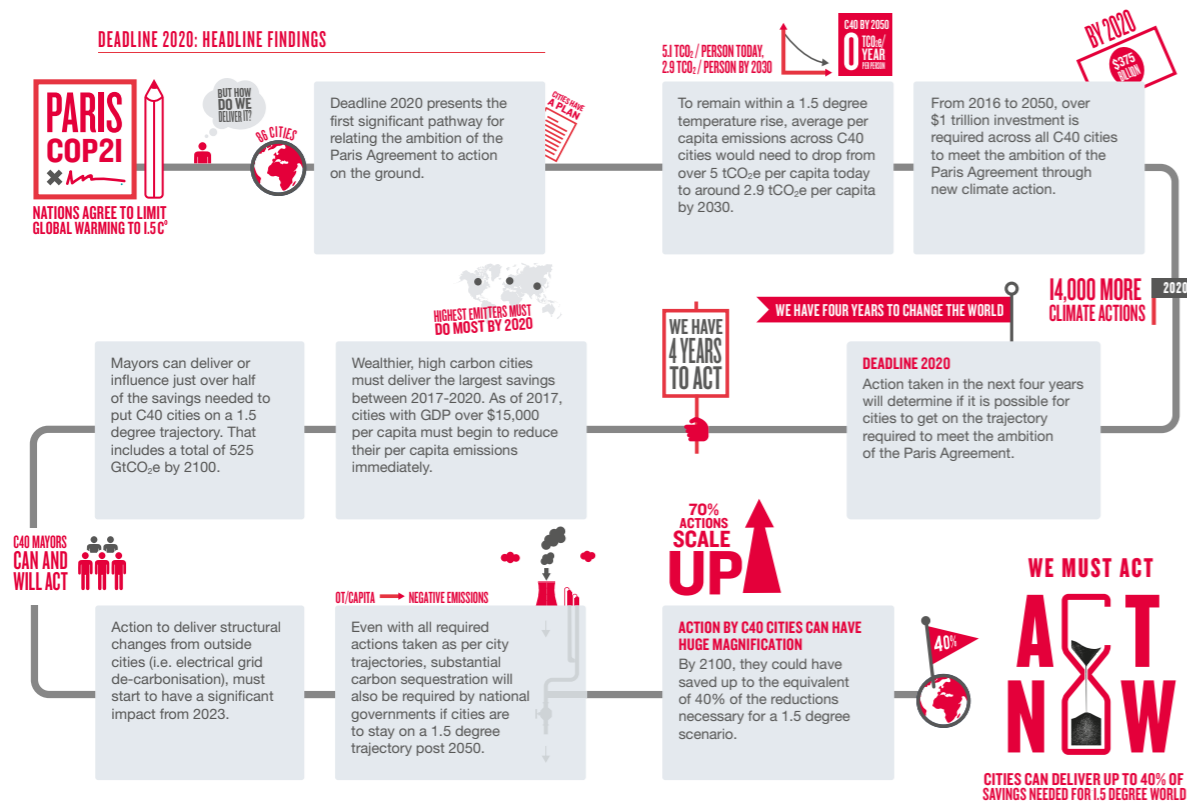 DEADLINE 2020: HEADLINE FINDINGS
PARIS
COP21
NATIONS AGREE TO LIMIT
GLOBAL WARMING TO 1.5C⁰
BUT HOW
DO WE
DELIVER IT?
86 CITIES
Deadline 2020 presents the
first significant pathway for
relating the ambition of the
Paris Agreement to action
on the ground.
CITIES HAVE
A PLAN
5.1 TCO₂ / PERSON TODAY,
2.9 TCO₂ / PERSON BY 2030
C40 BY 2050
0 TCO₂e/
YEAR
PER PERSON
To remain within a 1.5 degree
temperature rise, average per
capita emissions across C40
cities would need to drop from
over 5 tCO₂e per capita today
to around 2.9 tCO₂e per capita
by 2030.
BY 2020
$375
BILLION
From 2016 to 2050, over
$1 trillion investment is
required across all C40 cities
to meet the ambition of the
Paris Agreement through
new climate action.
2020
14,000 MORE
CLIMATE ACTIONS
WE HAVE FOUR YEARS TO CHANGE THE WORLD
DEADLINE 2020
Action taken in the next four years
will determine if it is possible for
cities to get on the trajectory
required to meet the ambition
of the Paris Agreement.
WE HAVE
4 YEARS
TO ACT
HIGHEST EMITTERS MUST
DO MOST BY 2020
Wealthier, high carbon cities
must deliver the largest savings
between 2017-2020. As of 2017,
cities with GDP over $15,000
per capita must begin to reduce
their per capita emissions
immediately.
Mayors can deliver or
influence just over half
of the savings needed to
put C40 cities on a 1.5
degree trajectory. That
includes a total of 525
GtCO₂e by 2100.
C40 MAYORS
CAN AND
WILL ACT
Action to deliver structural
changes from outside
cities (i.e. electrical grid
de-carbonisation), must
start to have a significant
impact from 2023.
0T/CAPITA NEGATIVE EMISSIONS
Even with all required
actions taken as per city
trajectories, substantial
carbon sequestration will
also be required by national
governments if cities are
to stay on a 1.5 degree
trajectory post 2050.
70%
ACTIONS
SCALE
UP
ACTION BY C40 CITIES CAN HAVE
HUGE MAGNIFICATION
By 2100, they could have
saved up to the equivalent
of 40% of the reductions
necessary for a 1.5 degree
scenario.
40%
WE MUST ACT
ACT
NOW
CITIES CAN DELIVER UP TO 40% OF
SAVINGS NEEDED FOR 1.5 DEGREE WORLD